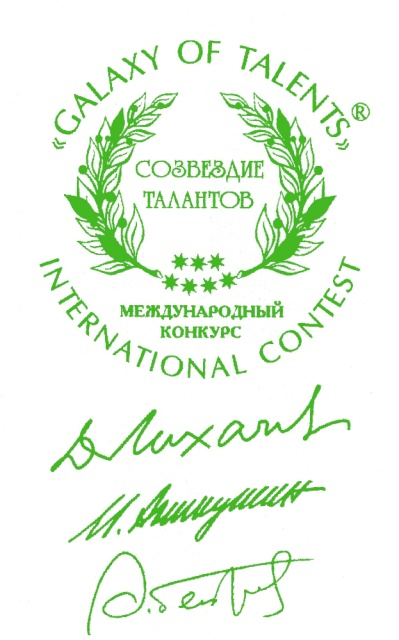 «GALAXY OF TALENTS»®
СОЗВЕЗДИЕ
ТАЛАНТОВ
МЕЖДУНАРОДНЫЙ
КОНКУРС
INTERNATIONAL CONTEST